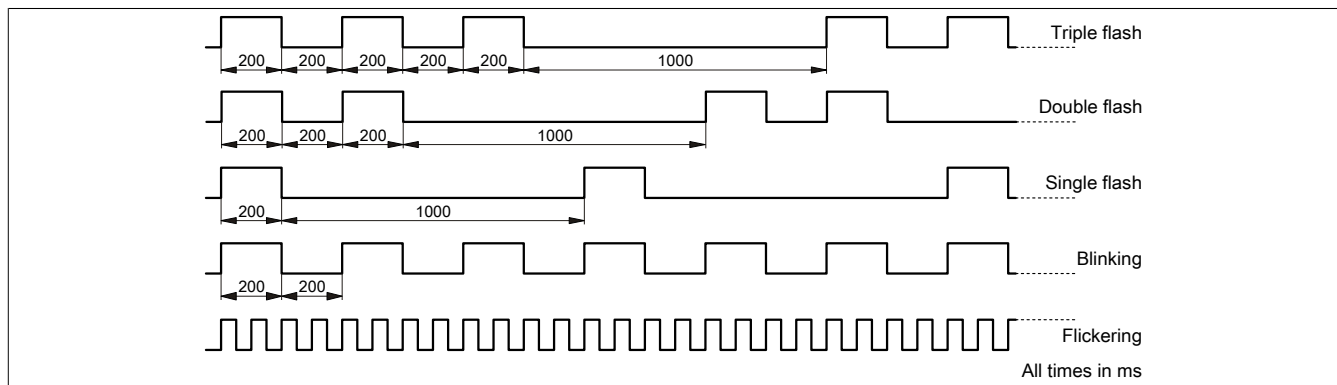 Triple flash
200 200 200 200 200 1000
Double flash
200 200 200 1000
Single flash
200 1000
Blinking
200 200
Flickering
All times in ms